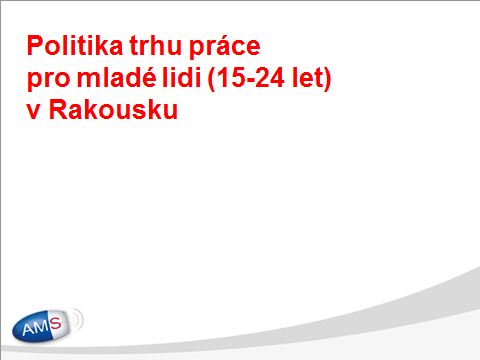 Politika trhu práce
pro mladé lidi (15-24 let)
v Rakousku
AMS